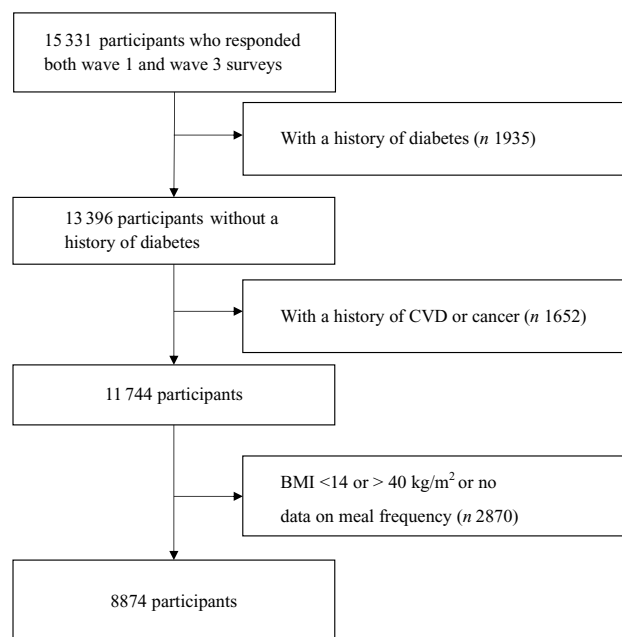 15 331 participants who responded
both wave 1 and wave 3 surveys
With a history of diabetes (n 1935)
13 396 participants without a
history of diabetes
With a history of CVD or cancer (n 1652)
11 744 participants
BMI <14 or > 40 kg/m² or no
data on meal frequency (n 2870)
8874 participants